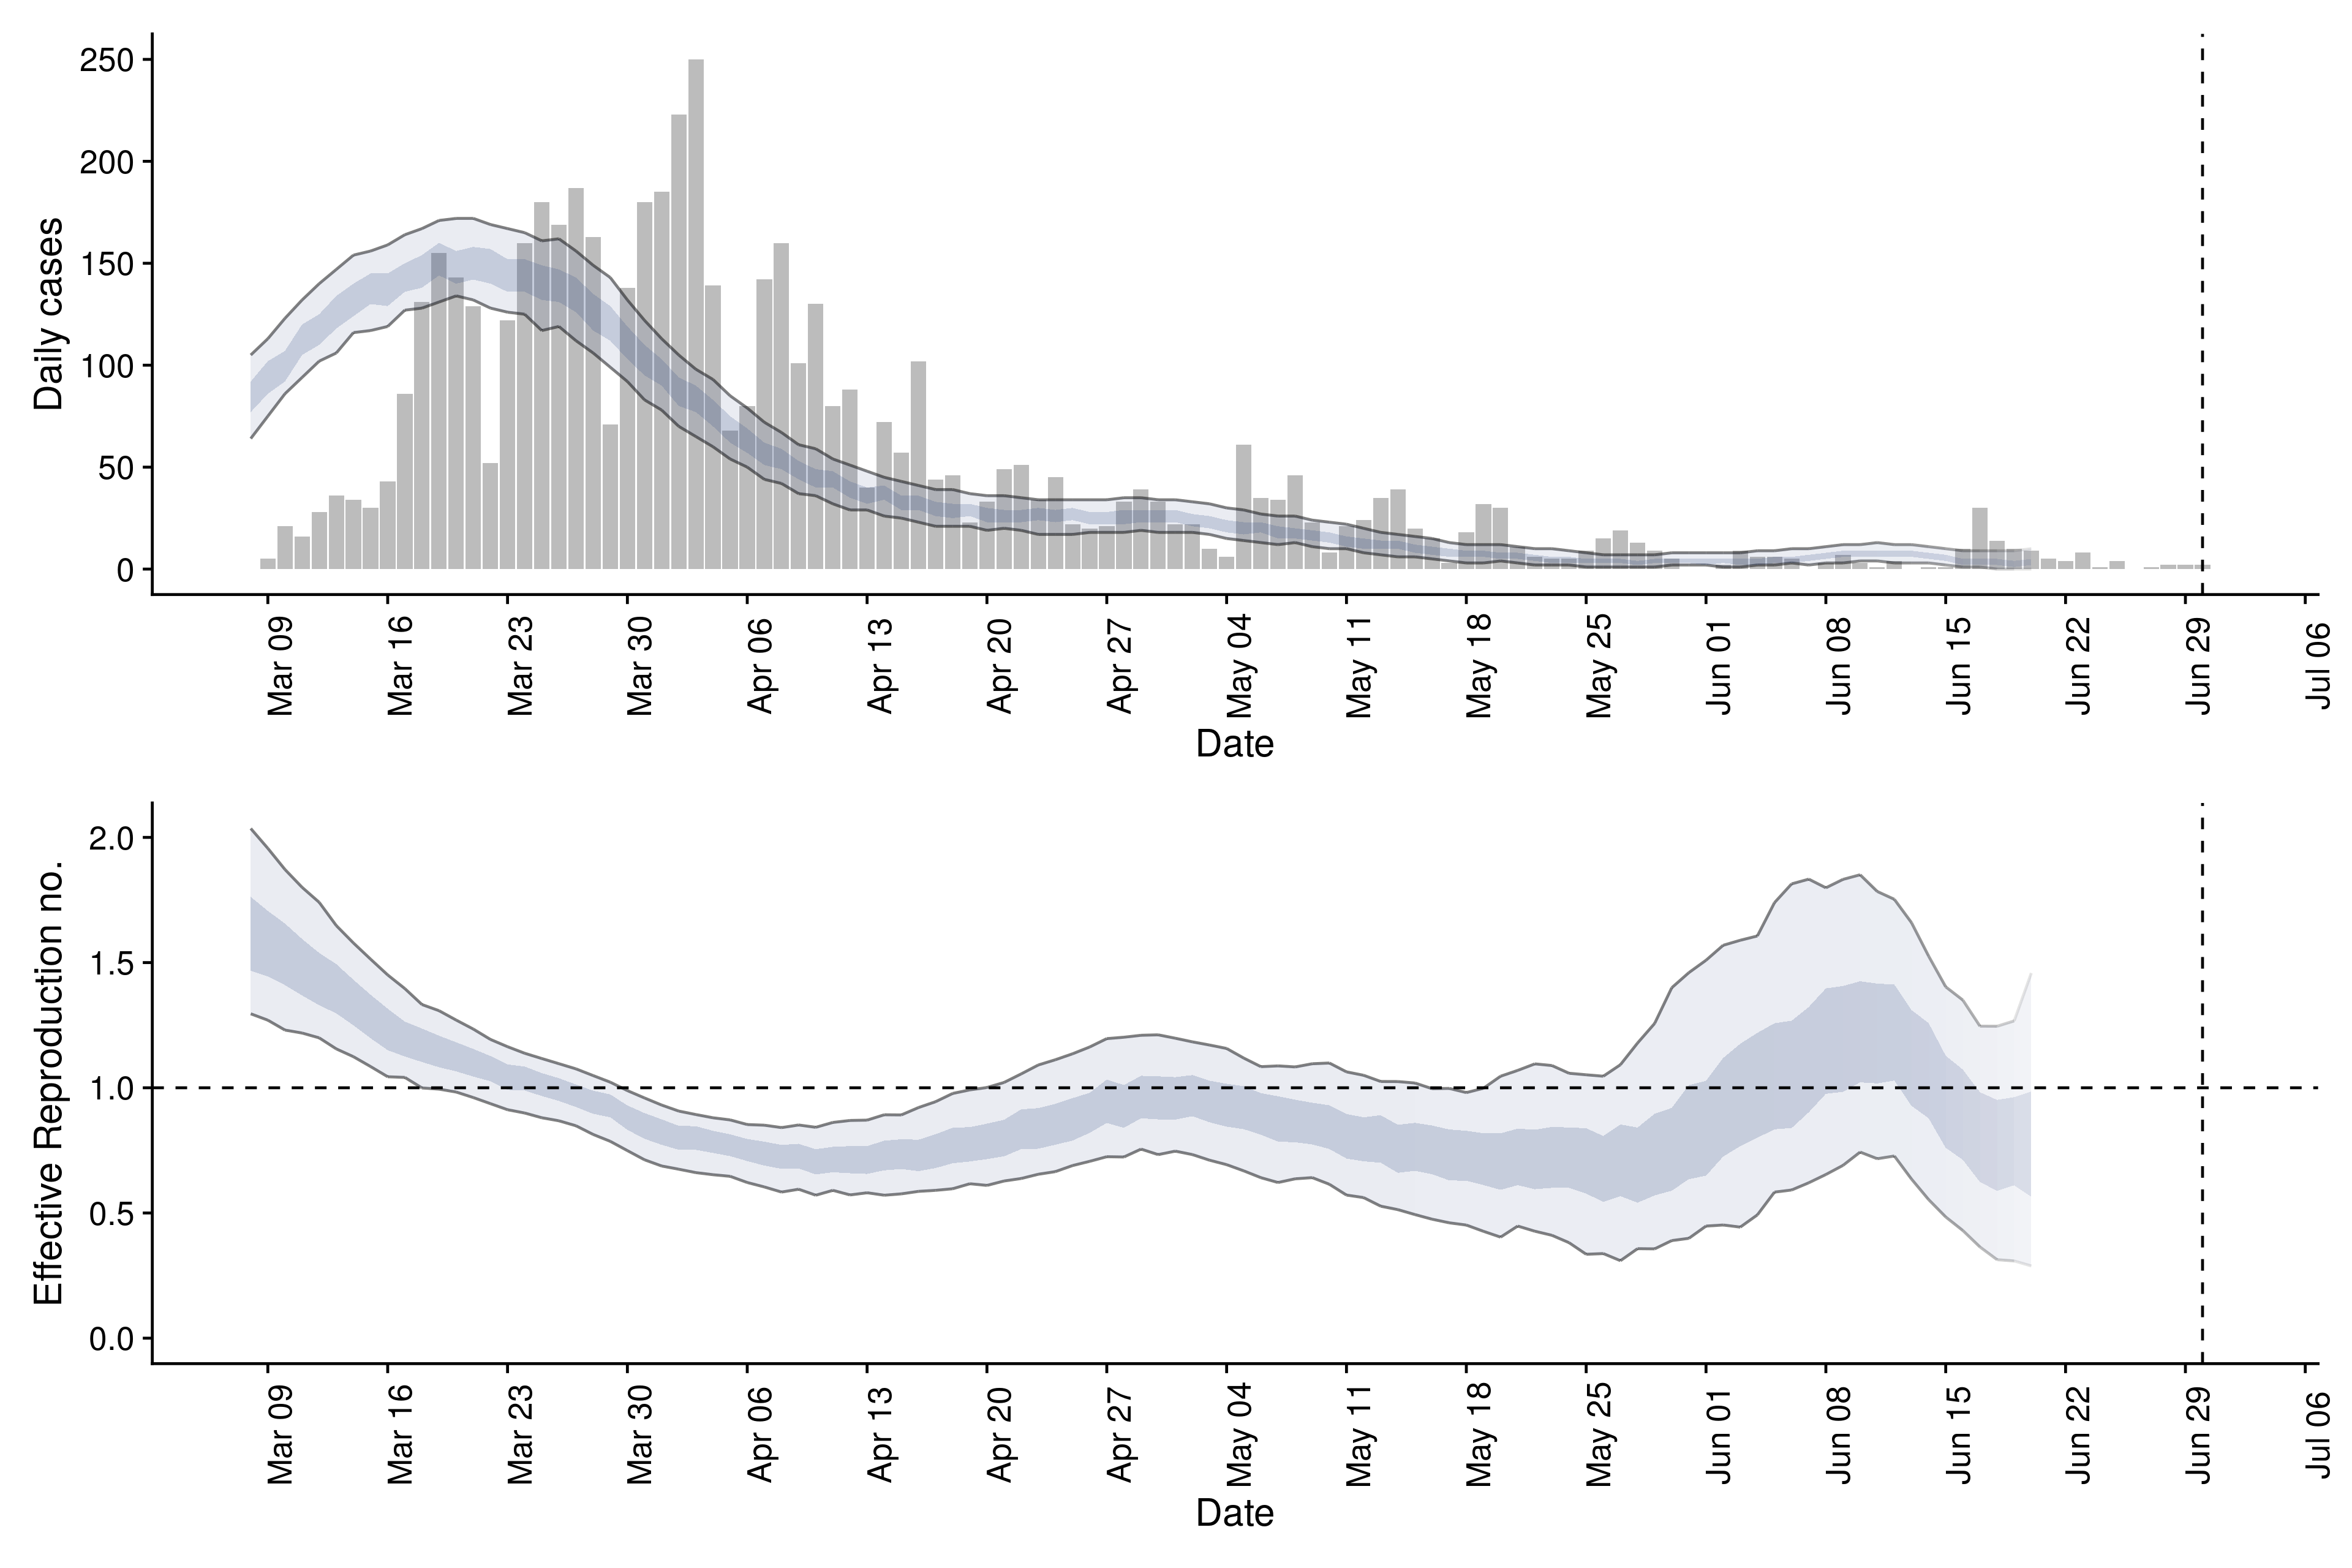 Daily cases
250
200
150
100
50
0
Mar 09
Mar 16
Mar 23
Mar 30
Apr 06
Apr 13
Apr 20
Apr 27
May 04
May 11
May 18
May 25
Jun 01
Jun 08
Jun 15
Jun 22
Jun 29
Jul 06
Date
Effective Reproduction no.
2.0
1.5
1.0
0.5
0.0
Mar 09
Mar 16
Mar 23
Mar 30
Apr 06
Apr 13
Apr 20
Apr 27
May 04
May 11
May 18
May 25
Jun 01
Jun 08
Jun 15
Jun 22
Jun 29
Jul 06
Date